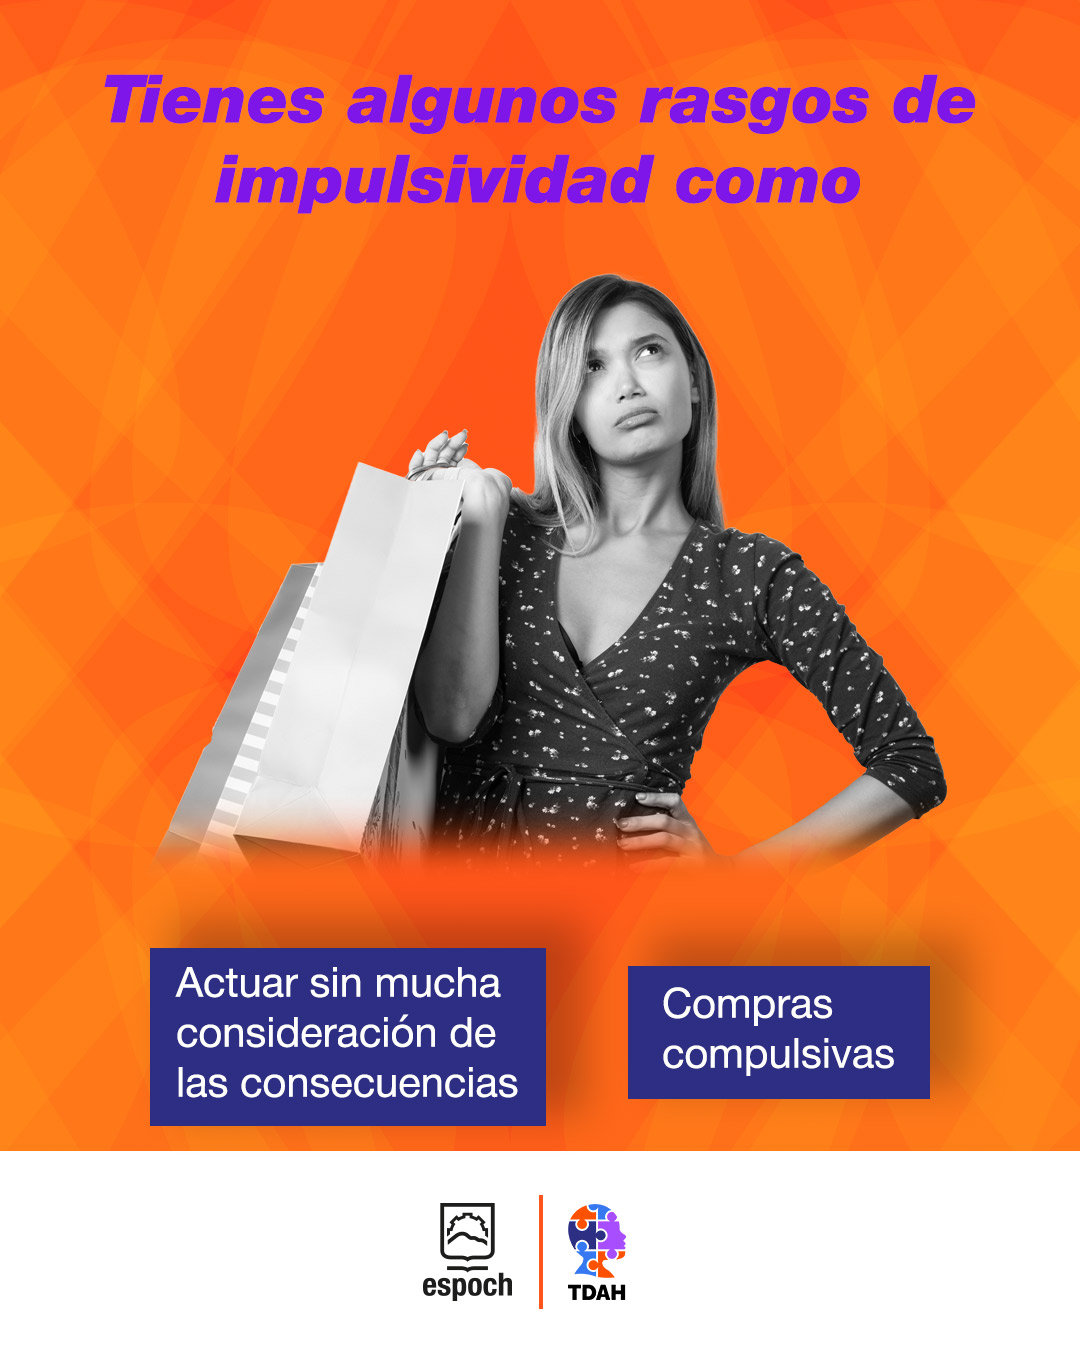 Tienes algunos rasgos de
impulsividad como
Actuar sin mucha
consideración de
las consecuencias
Compras
compulsivas
espoch
TDAH